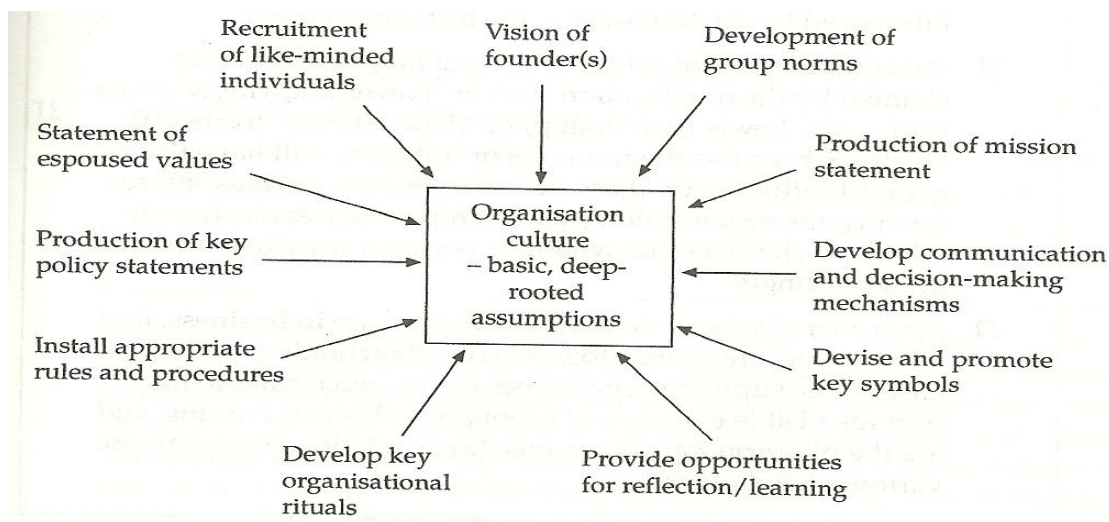 Recruitment
of like-minded
individuals
Vision of
founder(s)
Development of
group norms
Statement of
espoused values
Production of mission
statement
Organisation
culture
– basic, deep-
rooted
assumptions
Production of key
policy statements
Develop communication
and decision-making
mechanisms
Install appropriate
rules and procedures
Devise and promote
key symbols
Develop key
organisational
rituals
Provide opportunities
for reflection/learning